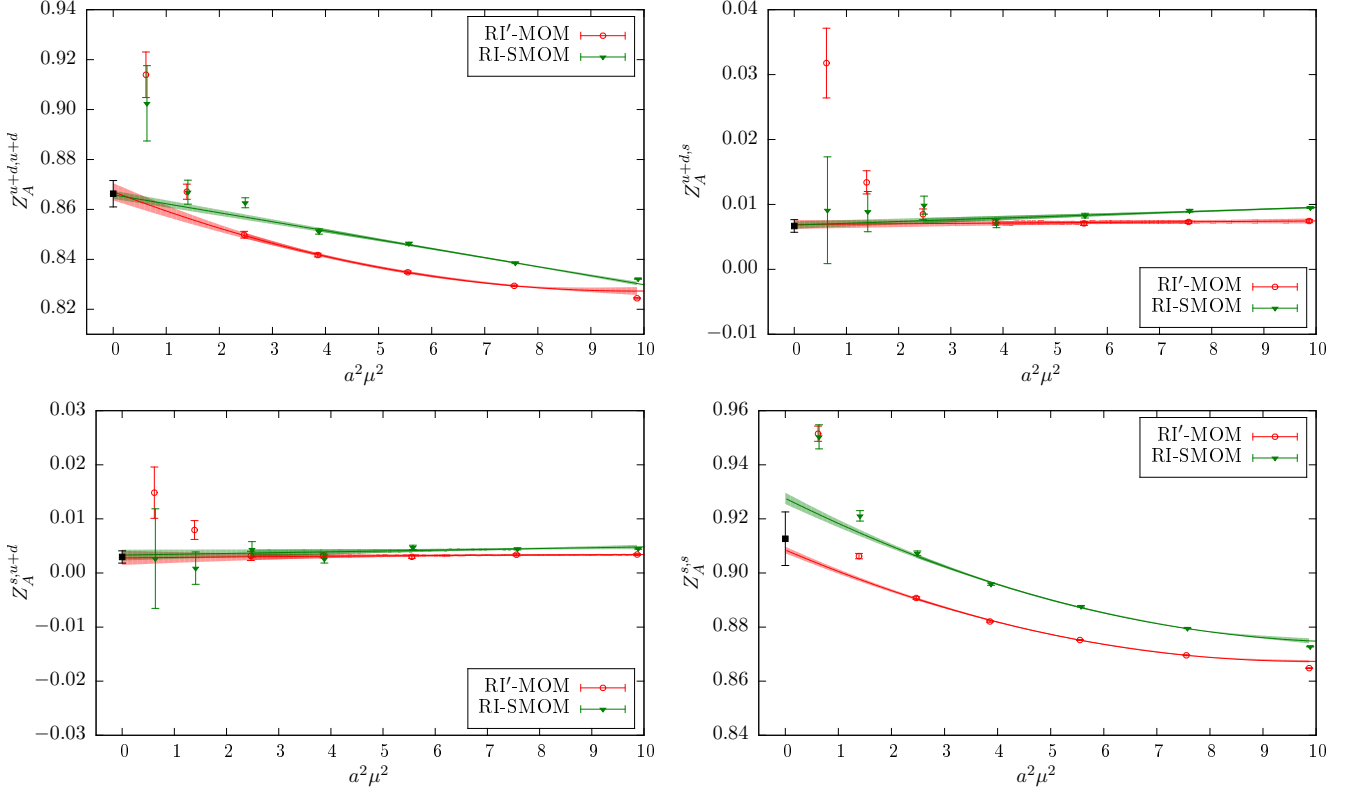 0.94
0.92
0.90
0.88
0.86
0.84
0.82
Z_A^{u+d,u+d}
0 1 2 3 4 5 6 7 8 9 10
a²μ²
RI′-MOM
RI-SMOM
0.04
0.03
0.02
0.01
0.00
−0.01
Z_A^{u+d,s}
0 1 2 3 4 5 6 7 8 9 10
a²μ²
RI′-MOM
RI-SMOM
0.03
0.02
0.01
0.00
−0.01
−0.02
−0.03
Z_A^{s,u+d}
0 1 2 3 4 5 6 7 8 9 10
a²μ²
RI′-MOM
RI-SMOM
0.96
0.94
0.92
0.90
0.88
0.86
0.84
Z_A^{s,s}
0 1 2 3 4 5 6 7 8 9 10
a²μ²
RI′-MOM
RI-SMOM